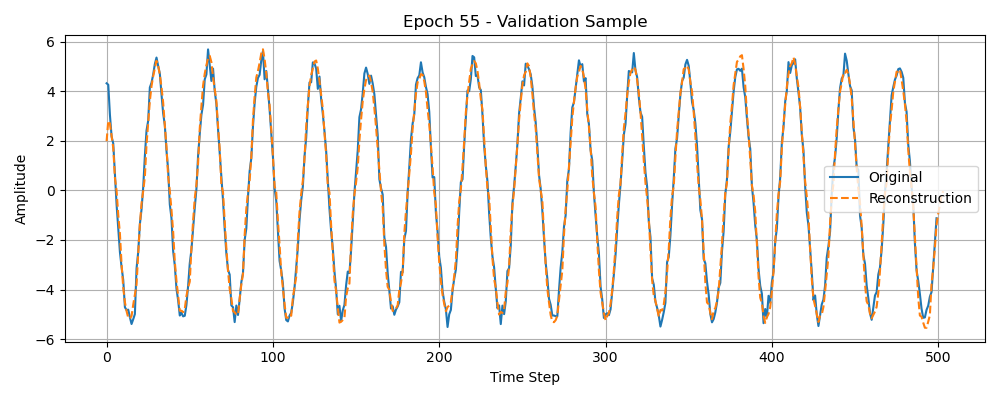 Epoch 55 - Validation Sample
6
4
2
0
−2
−4
−6
Amplitude
Original
Reconstruction
0
100
200
300
400
500
Time Step